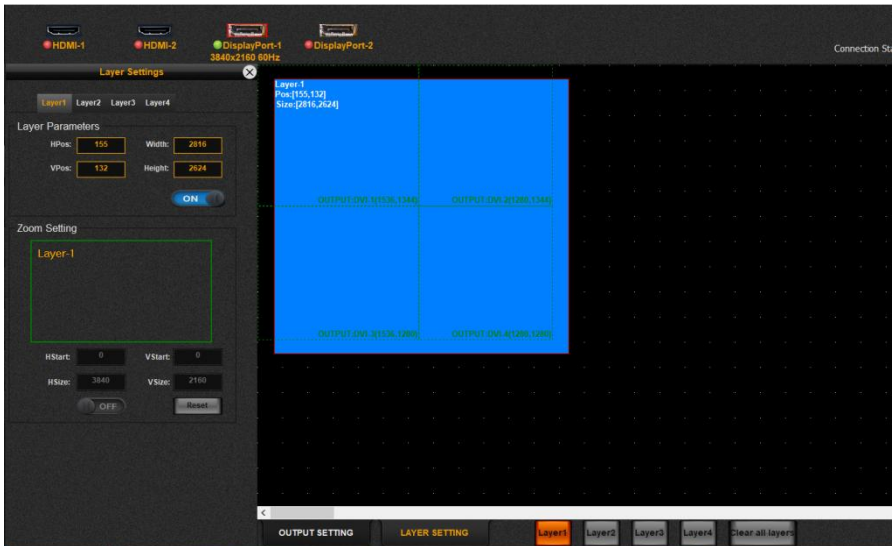 HDMI-1 HDMI-2 DisplayPort-1 DisplayPort-2
3840x2160 60Hz
Connection Sta
Layer Settings
Layer1 Layer2 Layer3 Layer4
Layer Parameters
HPos: 155 Width: 2816
VPos: 132 Height: 2624
ON
Zoom Setting
Layer-1
HStart: 0 VStart: 0
HSize: 3840 VSize: 2160
OFF Reset
Layer-1
Pos:[155,132]
Size:[2816,2624]
OUTPUT:DVI-1(1536,1344) OUTPUT:DVI-2(1280,1344)
OUTPUT:DVI-3(1536,1280) OUTPUT:DVI-4(1280,1280)
<
OUTPUT SETTING LAYER SETTING Layer1 Layer2 Layer3 Layer4 Clear all layers